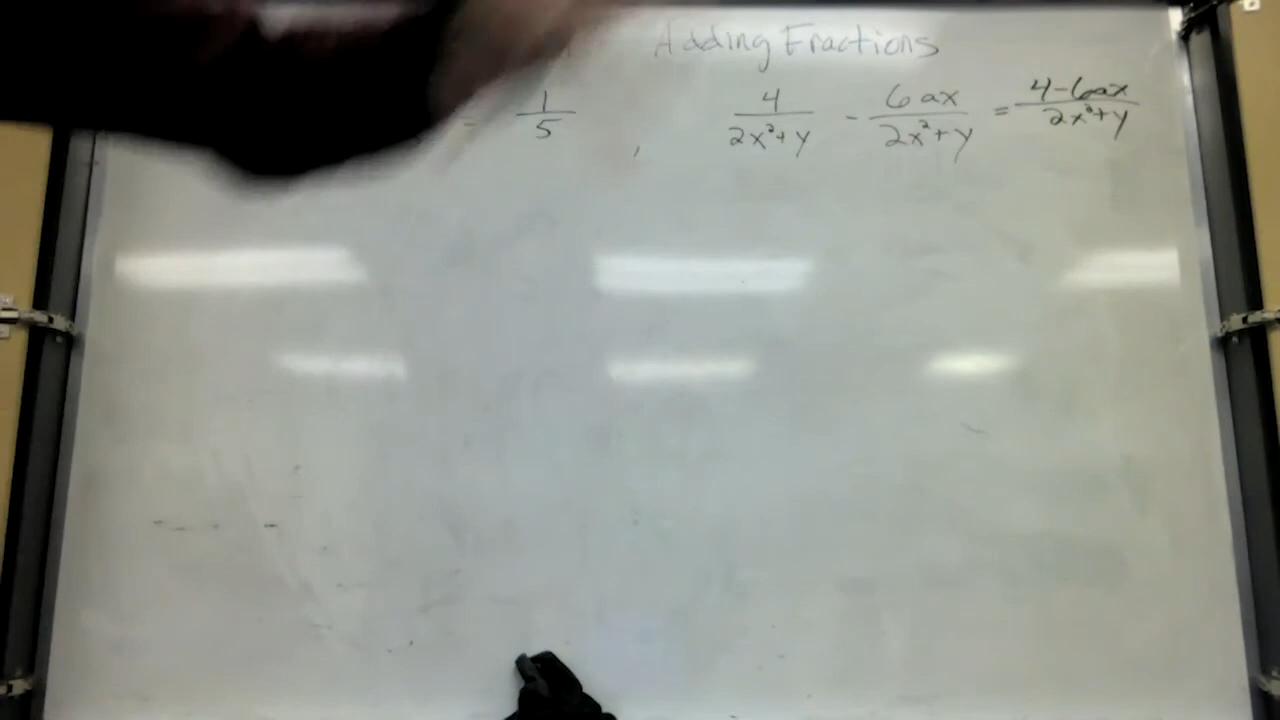 Adding Fractions
= 1/5 , 4/(2x²+y) - 6ax/(2x²+y) = (4-6ax)/(2x²+y)